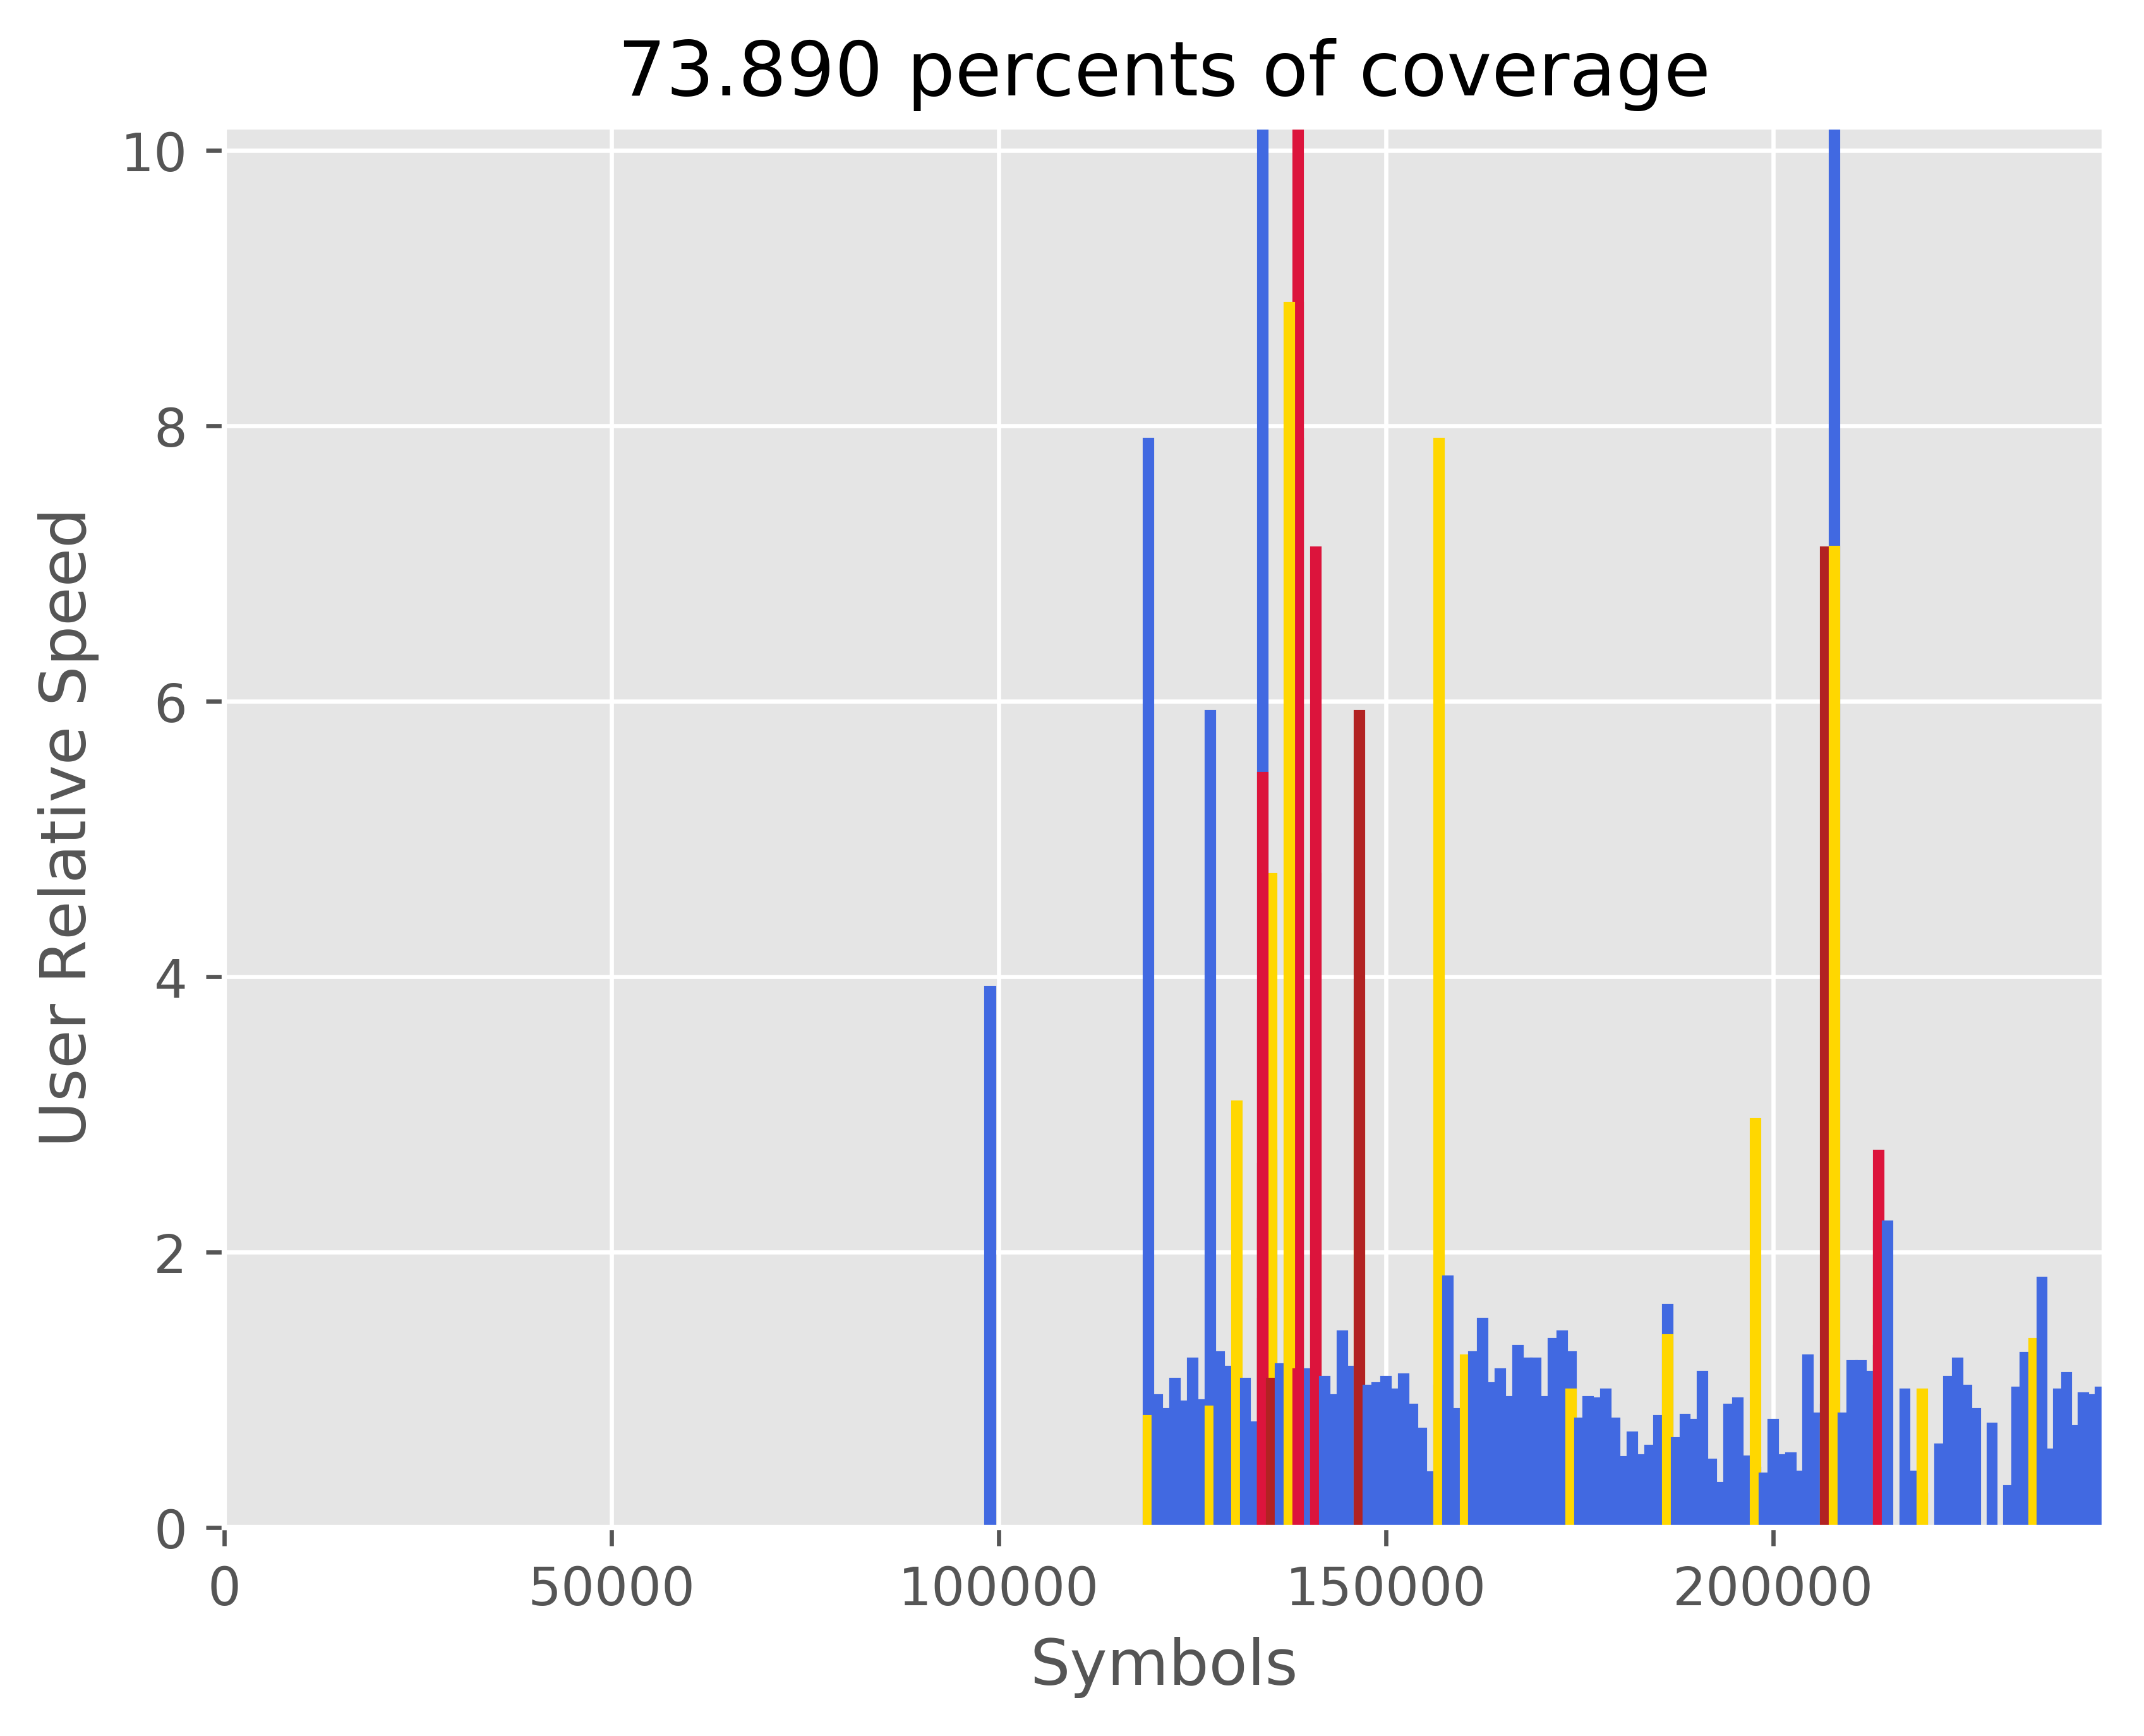 73.890 percents of coverage
10
8
6
4
2
0
User Relative Speed
0 50000 100000 150000 200000
Symbols